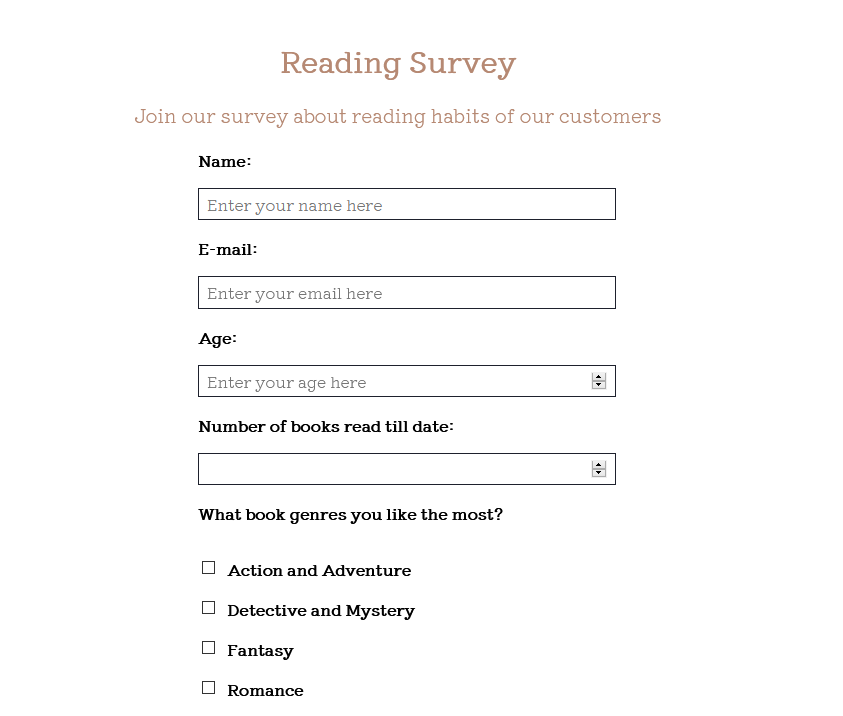 Reading Survey
Join our survey about reading habits of our customers
Name:
Enter your name here
E-mail:
Enter your email here
Age:
Enter your age here
Number of books read till date:
What book genres you like the most?
Action and Adventure
Detective and Mystery
Fantasy
Romance